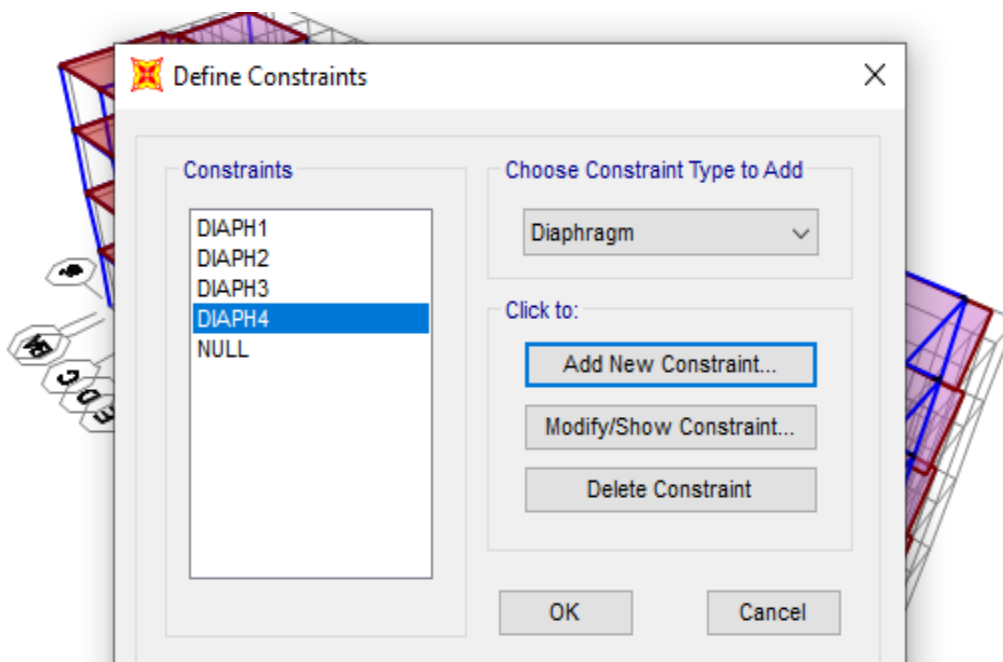 Define Constraints
Constraints
DIAPH1
DIAPH2
DIAPH3
DIAPH4
NULL
Choose Constraint Type to Add
Diaphragm
Click to:
Add New Constraint...
Modify/Show Constraint...
Delete Constraint
OK
Cancel
C
D
E